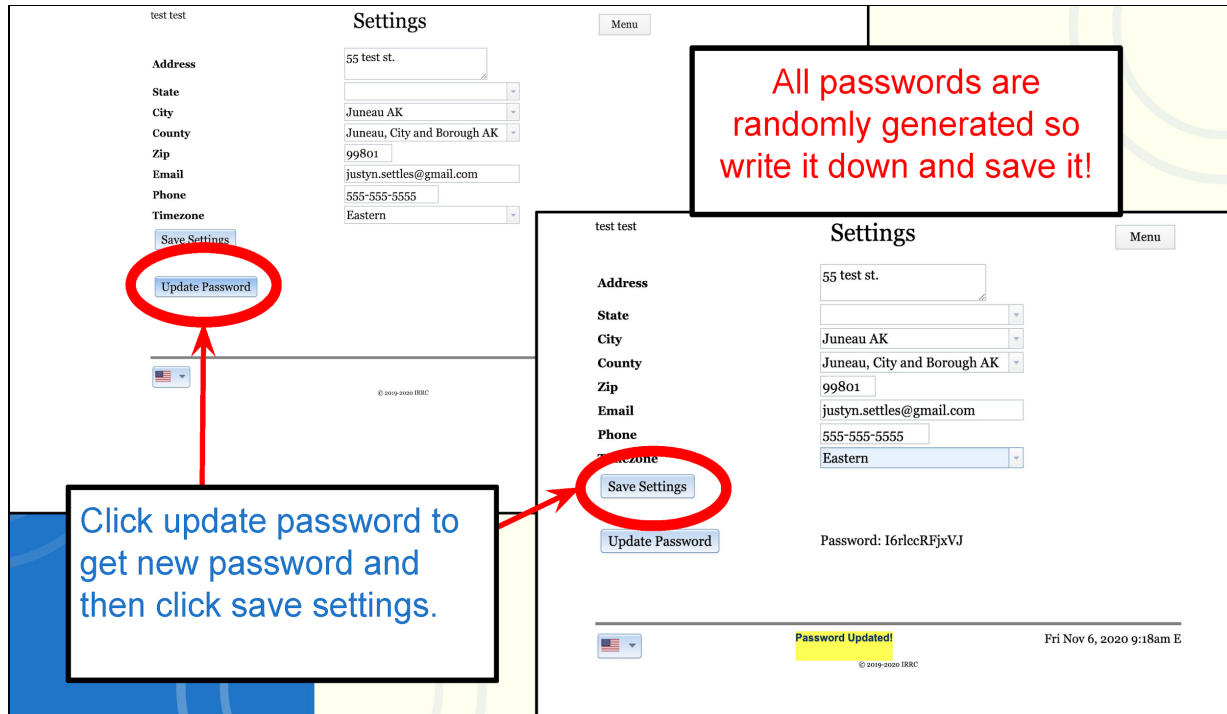 test test
Settings
Menu
Address
55 test st.
State
City
Juneau AK
County
Juneau, City and Borough AK
Zip
99801
Email
justyn.settles@gmail.com
Phone
555-555-5555
Timezone
Eastern
Save Settings
Update Password
© 2019-2020 IRRC
All passwords are
randomly generated so
write it down and save it!
Click update password to
get new password and
then click save settings.
test test
Settings
Menu
Address
55 test st.
State
City
Juneau AK
County
Juneau, City and Borough AK
Zip
99801
Email
justyn.settles@gmail.com
Phone
555-555-5555
Timezone
Eastern
Save Settings
Update Password
Password: I6rlccRFjxVJ
Password Updated!
Fri Nov 6, 2020 9:18am E
© 2019-2020 IRRC